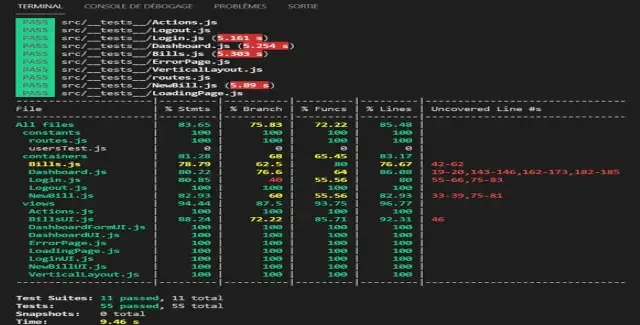 TERMINAL CONSOLE DE DÉBOGAGE PROBLÈMES SORTIE
PASS src/__tests__/Actions.js
PASS src/__tests__/Logout.js
PASS src/__tests__/Login.js (5.161 s)
PASS src/__tests__/Dashboard.js (5.254 s)
PASS src/__tests__/Bills.js (5.303 s)
PASS src/__tests__/ErrorPage.js
PASS src/__tests__/VerticalLayout.js
PASS src/__tests__/routes.js
PASS src/__tests__/NewBill.js (5.89 s)
PASS src/__tests__/LoadingPage.js
File | % Stmts | % Branch | % Funcs | % Lines | Uncovered Line #s
All files | 83.65 | 75.83 | 72.22 | 85.48 |
constants | 100 | 100 | 100 | 100 |
routes.js | 100 | 100 | 100 | 100 |
usersTest.js | 0 | 0 | 0 | 0 |
containers | 81.28 | 68 | 65.45 | 83.17 |
Bills.js | 78.79 | 62.5 | 80 | 76.67 | 42-62
Dashboard.js | 80.22 | 76.6 | 64 | 86.08 | 19-20,143-146,162-173,182-185
Login.js | 80.85 | 40 | 55.56 | 80 | 55-66,75-83
Logout.js | 100 | 100 | 100 | 100 |
NewBill.js | 82.93 | 60 | 55.56 | 82.93 | 33-39,75-81
views | 94.44 | 87.5 | 93.75 | 96.77 |
Actions.js | 100 | 100 | 100 | 100 |
BillsUI.js | 88.24 | 72.22 | 85.71 | 92.31 | 46
DashboardFormUI.js | 100 | 100 | 100 | 100 |
DashboardUI.js | 100 | 100 | 100 | 100 |
ErrorPage.js | 100 | 100 | 100 | 100 |
LoadingPage.js | 100 | 100 | 100 | 100 |
LoginUI.js | 100 | 100 | 100 | 100 |
NewBillUI.js | 100 | 100 | 100 | 100 |
VerticalLayout.js | 100 | 100 | 100 | 100 |
Test Suites: 11 passed, 11 total
Tests: 55 passed, 55 total
Snapshots: 0 total
Time: 9.46 s